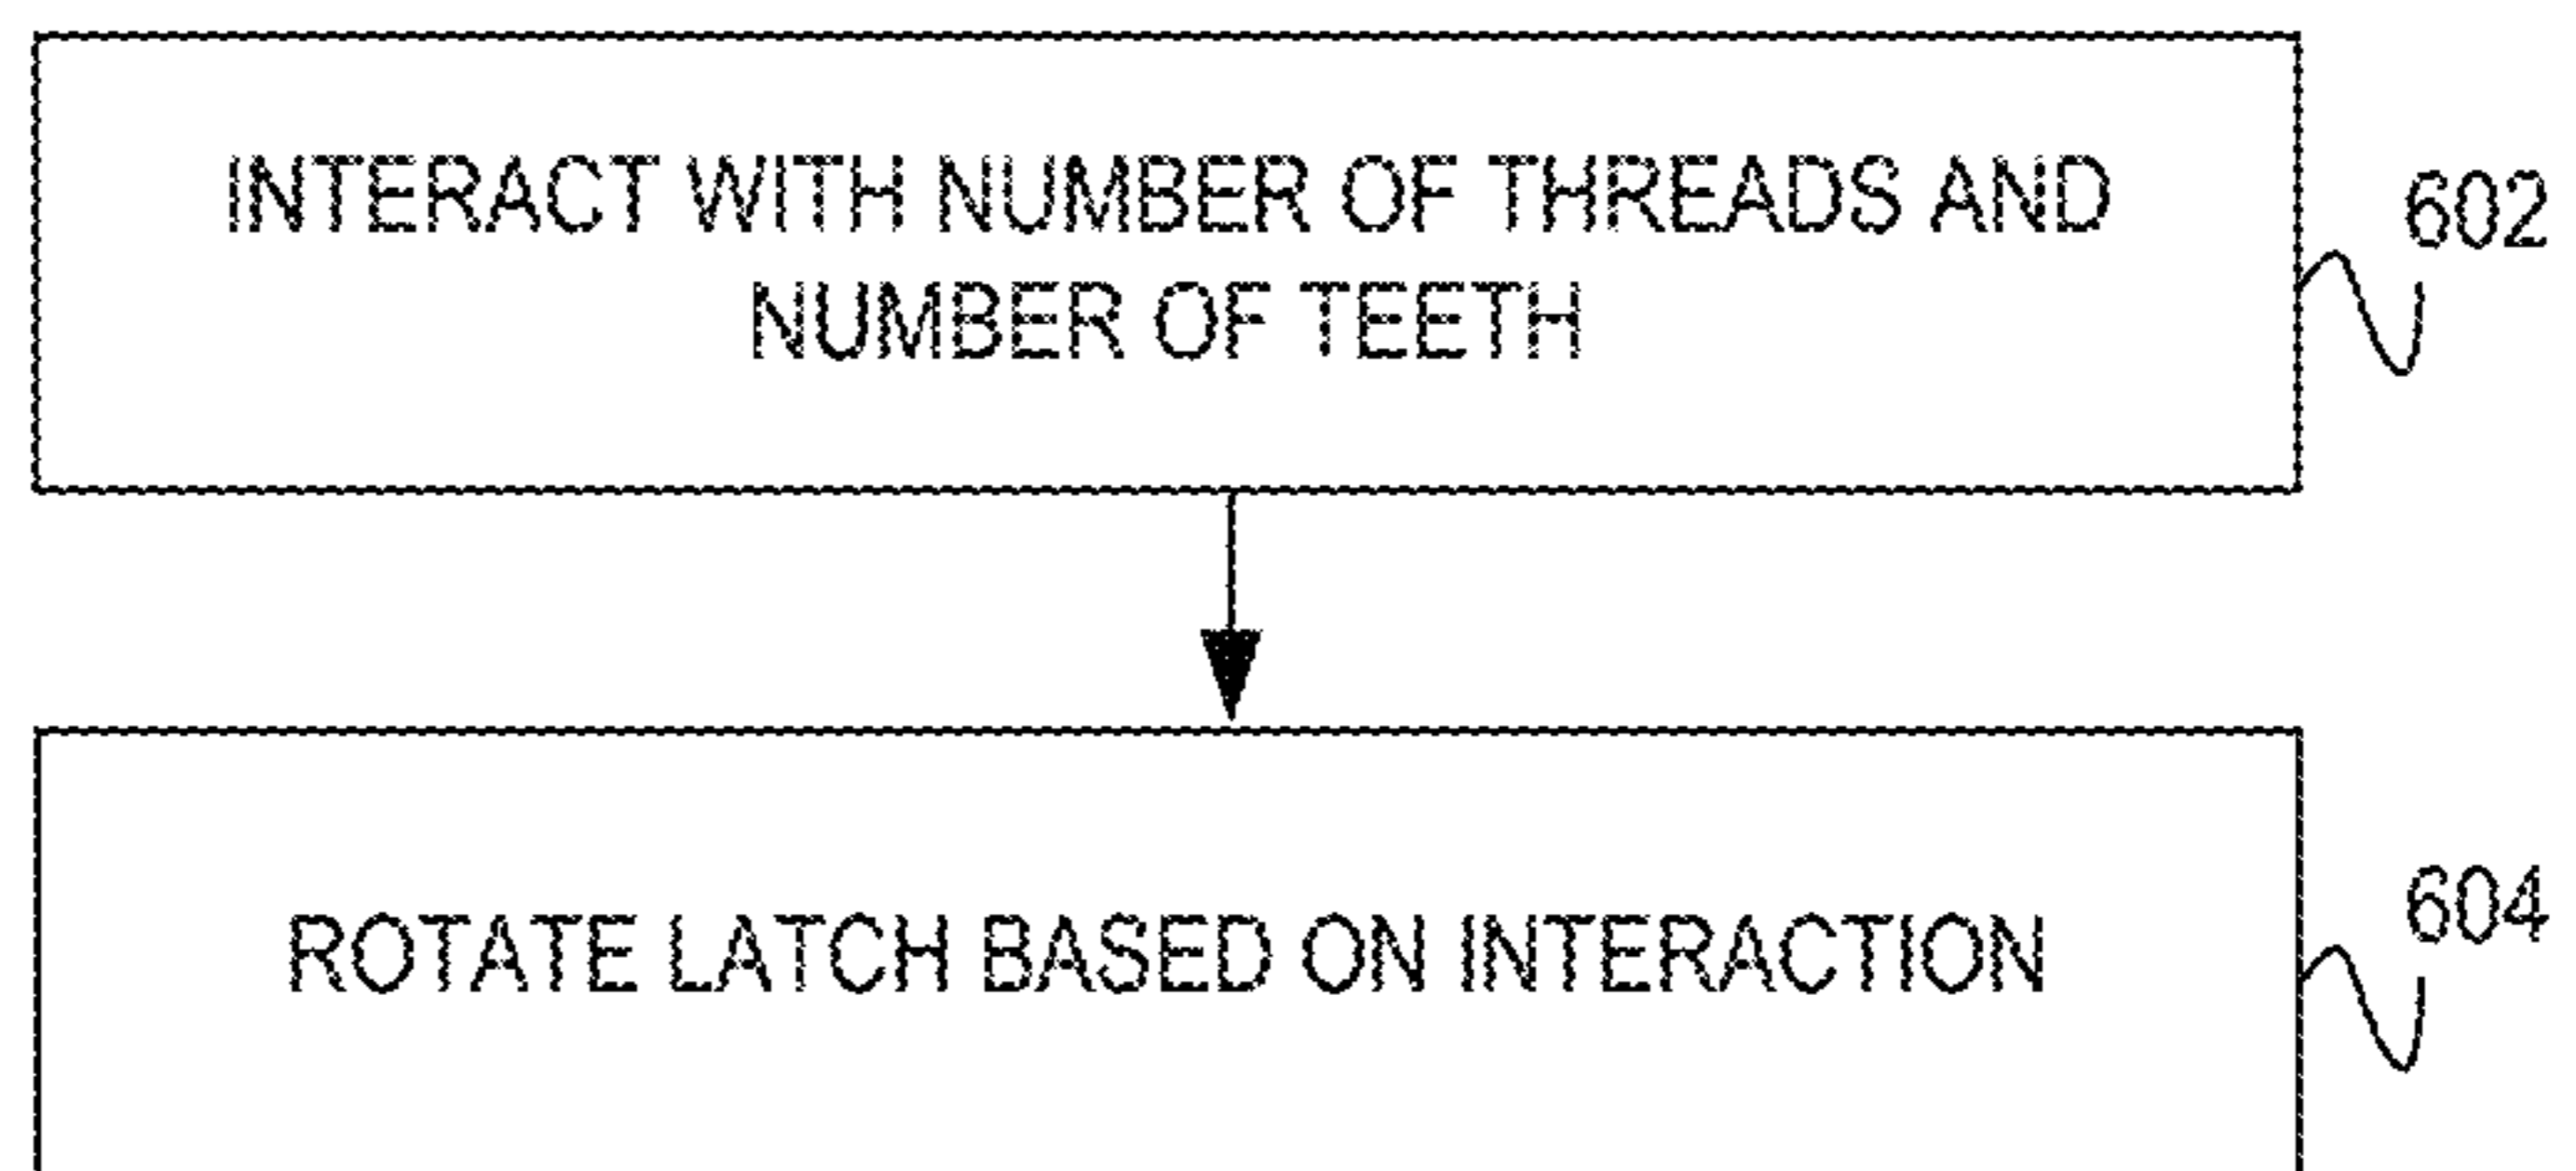 INTERACT WITH NUMBER OF THREADS AND
NUMBER OF TEETH
602
ROTATE LATCH BASED ON INTERACTION
604